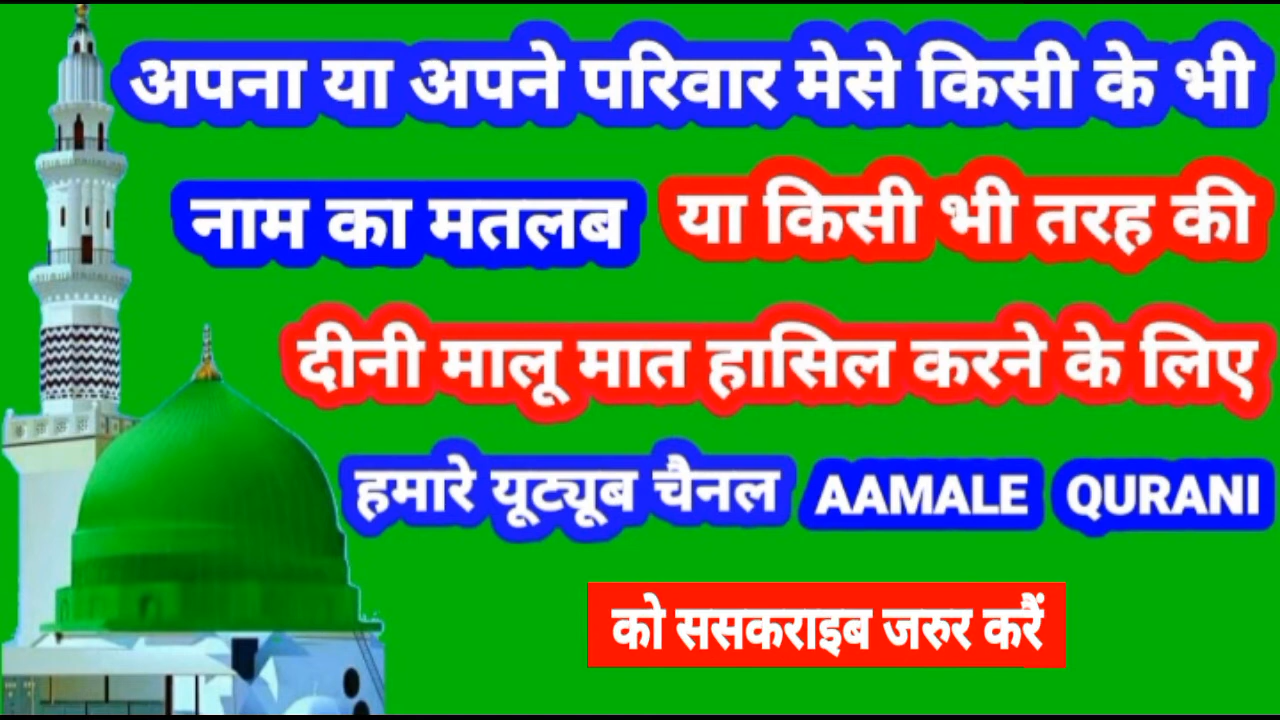 अपना या अपने परिवार मेसे किसी के भी
नाम का मतलब या किसी भी तरह की
दीनी मालू मात हासिल करने के लिए
हमारे यूट्यूब चैनल AAMALE QURANI
को ससकराइब जरुर करैं